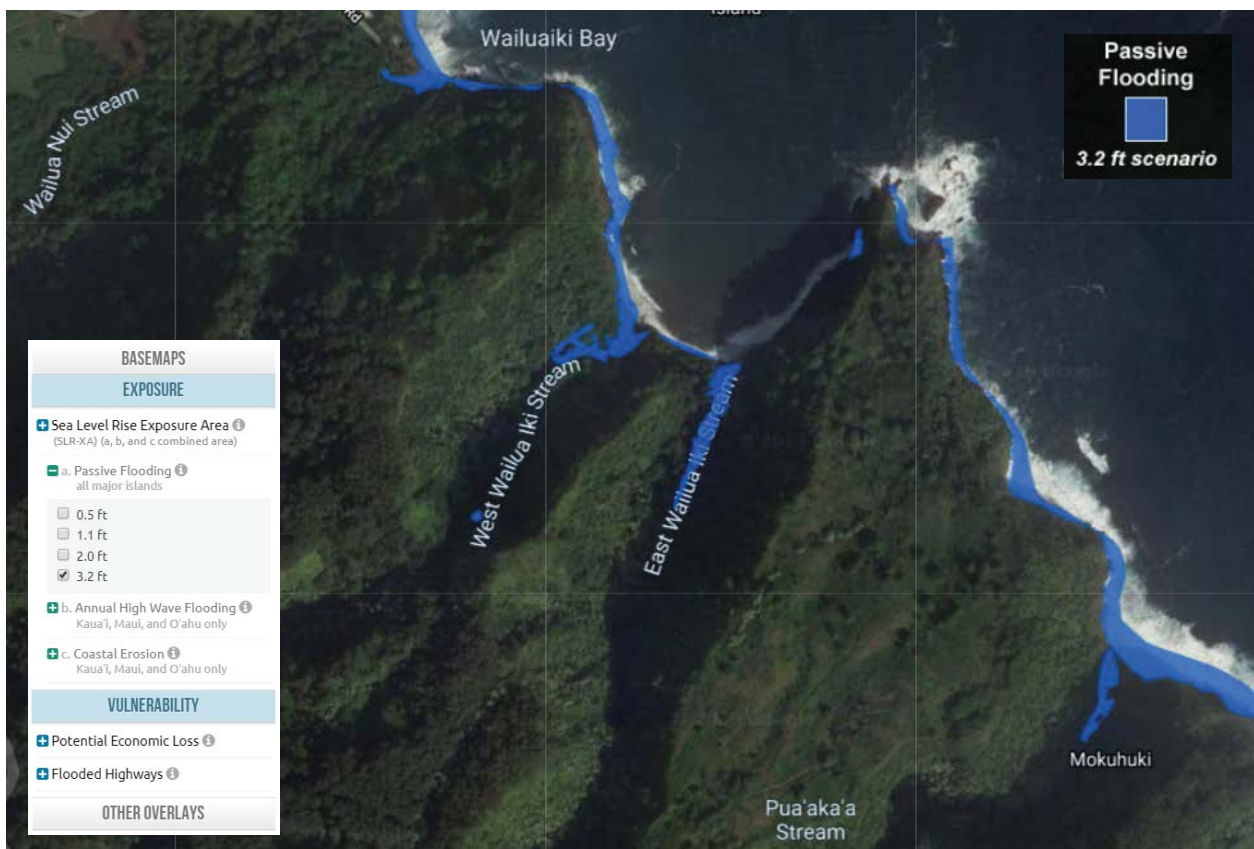 Rd
Wailuaiki Bay
Island
Passive
Flooding
3.2 ft scenario
Wailua Nui Stream
West Wailua Iki Stream
East Wailua Iki Stream
Mokuhuki
Pua'aka'a
Stream
BASEMAPS
EXPOSURE
Sea Level Rise Exposure Area
(SLR-XA) (a, b, and c combined area)
a. Passive Flooding
all major islands
0.5 ft
1.1 ft
2.0 ft
3.2 ft
b. Annual High Wave Flooding
Kaua'i, Maui, and O'ahu only
c. Coastal Erosion
Kaua'i, Maui, and O'ahu only
VULNERABILITY
Potential Economic Loss
Flooded Highways
OTHER OVERLAYS